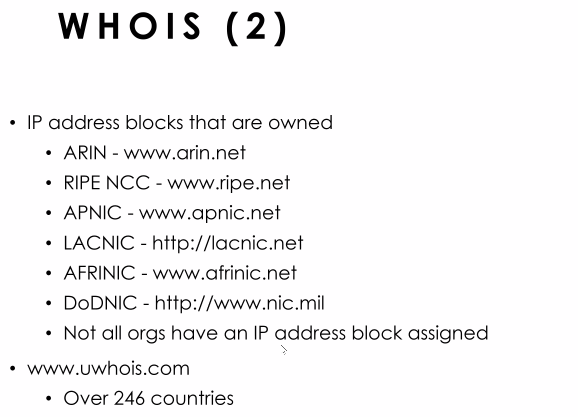 WHOIS (2)
• IP address blocks that are owned
• ARIN - www.arin.net
• RIPE NCC - www.ripe.net
• APNIC - www.apnic.net
• LACNIC - http://lacnic.net
• AFRINIC - www.afrinic.net
• DoDNIC - http://www.nic.mil
• Not all orgs have an IP address block assigned
• www.uwhois.com
• Over 246 countries